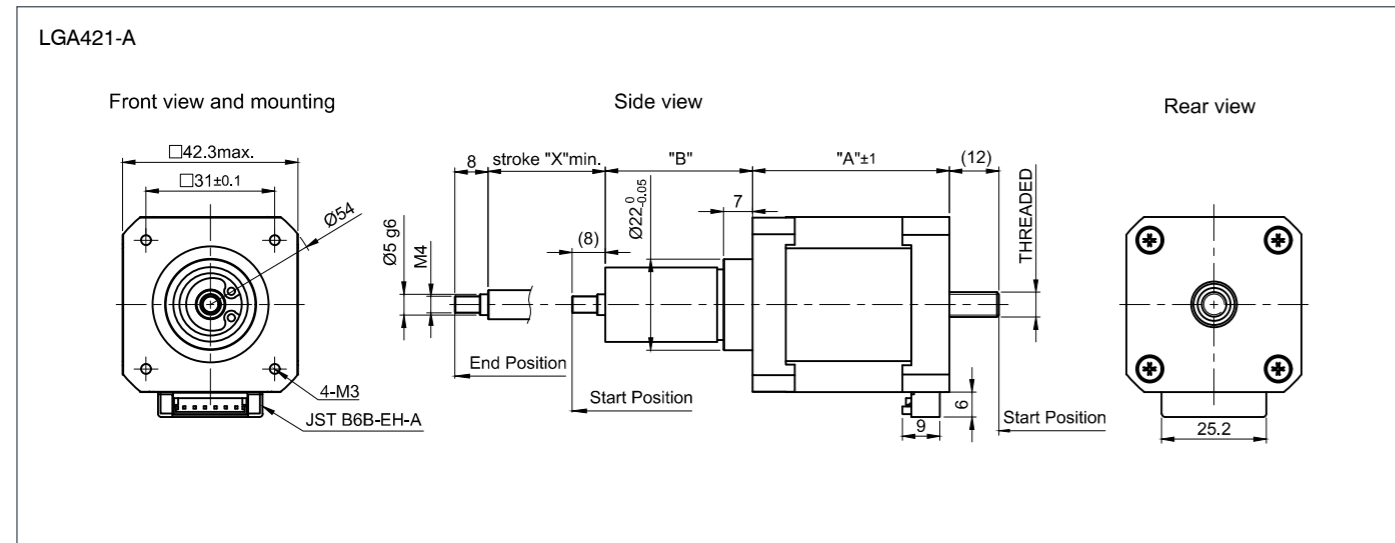 LGA421-A
Front view and mounting
Side view
Rear view
□42.3max.
□31±0.1
Ø54
4-M3
JST B6B-EH-A
8
stroke "X"min.
"B"
"A"±1
(12)
Ø5 g6
M4
(8)
Ø22 0 -0.05
7
THREADED
End Position
Start Position
9
6
Start Position
25.2